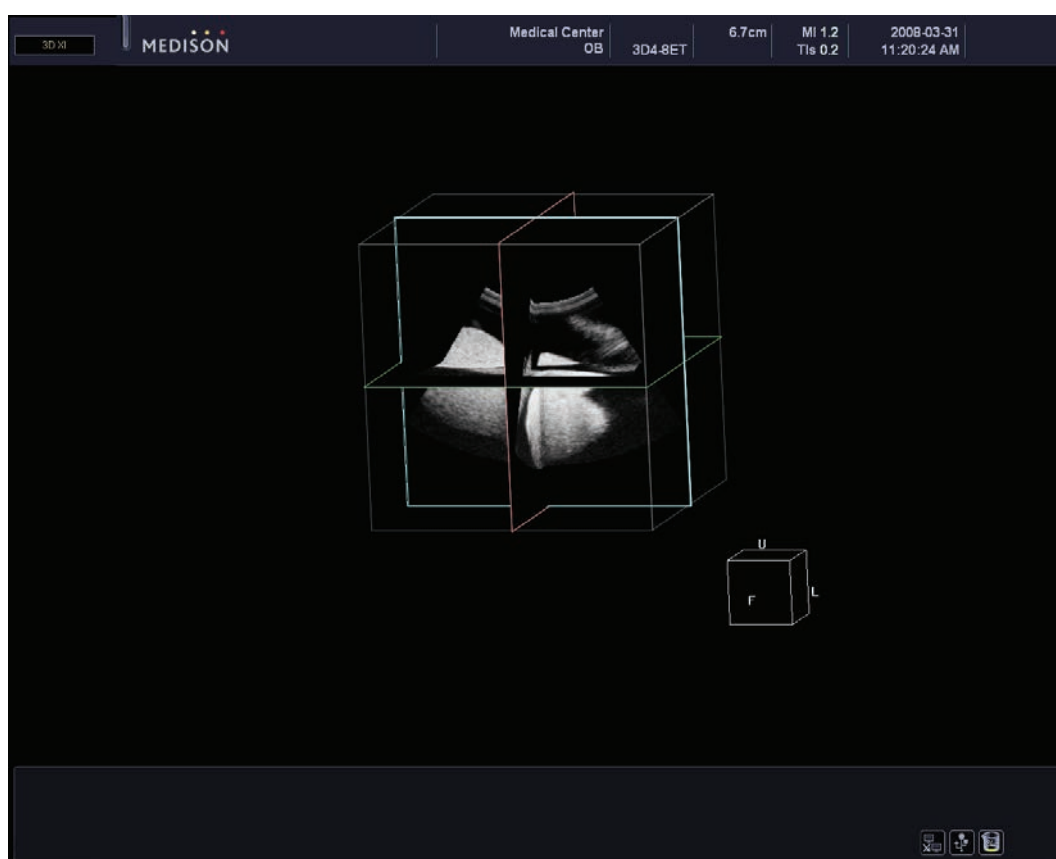 3D XI
MEDISON
Medical Center
OB
3D4-8ET
6.7cm
MI 1.2
TIs 0.2
2008-03-31
11:20:24 AM
U
F
L